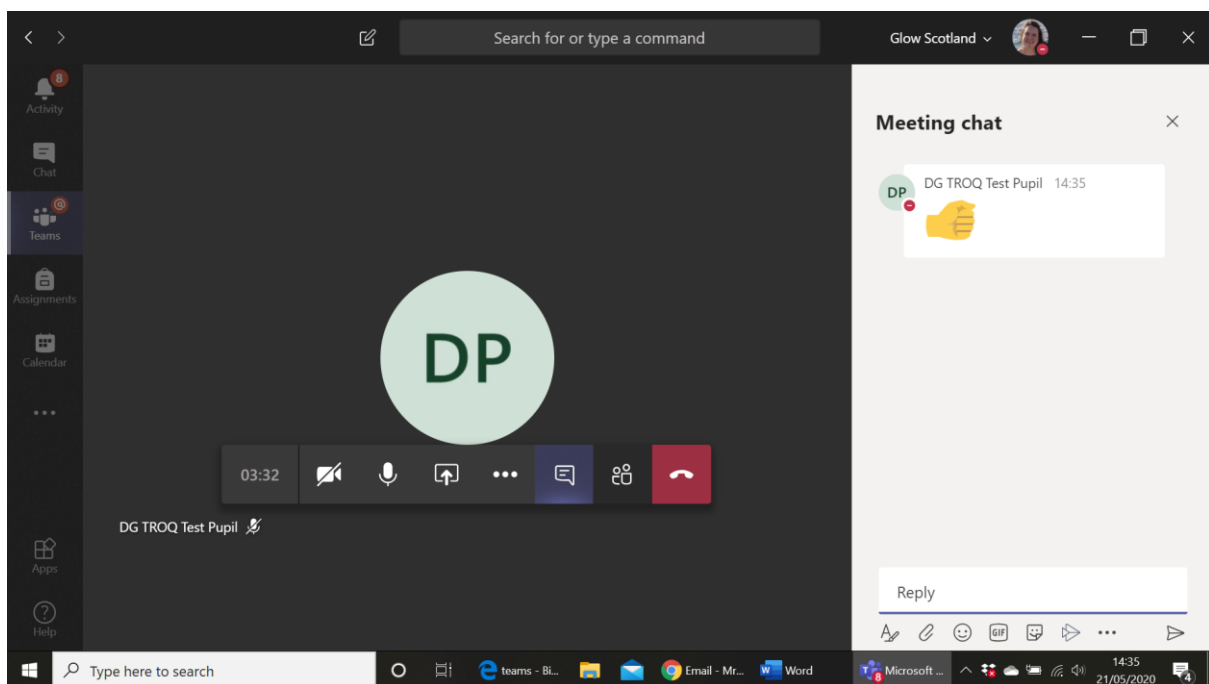 Search for or type a command
Glow Scotland
8
Activity
Chat
@
Teams
Assignments
Calendar
Apps
Help
DP
03:32
DG TROQ Test Pupil
Meeting chat
DP
DG TROQ Test Pupil 14:35
Reply
GIF
Type here to search
teams - Bi...
Email - Mr...
W
Word
T
8
Microsoft ...
14:35
21/05/2020
4